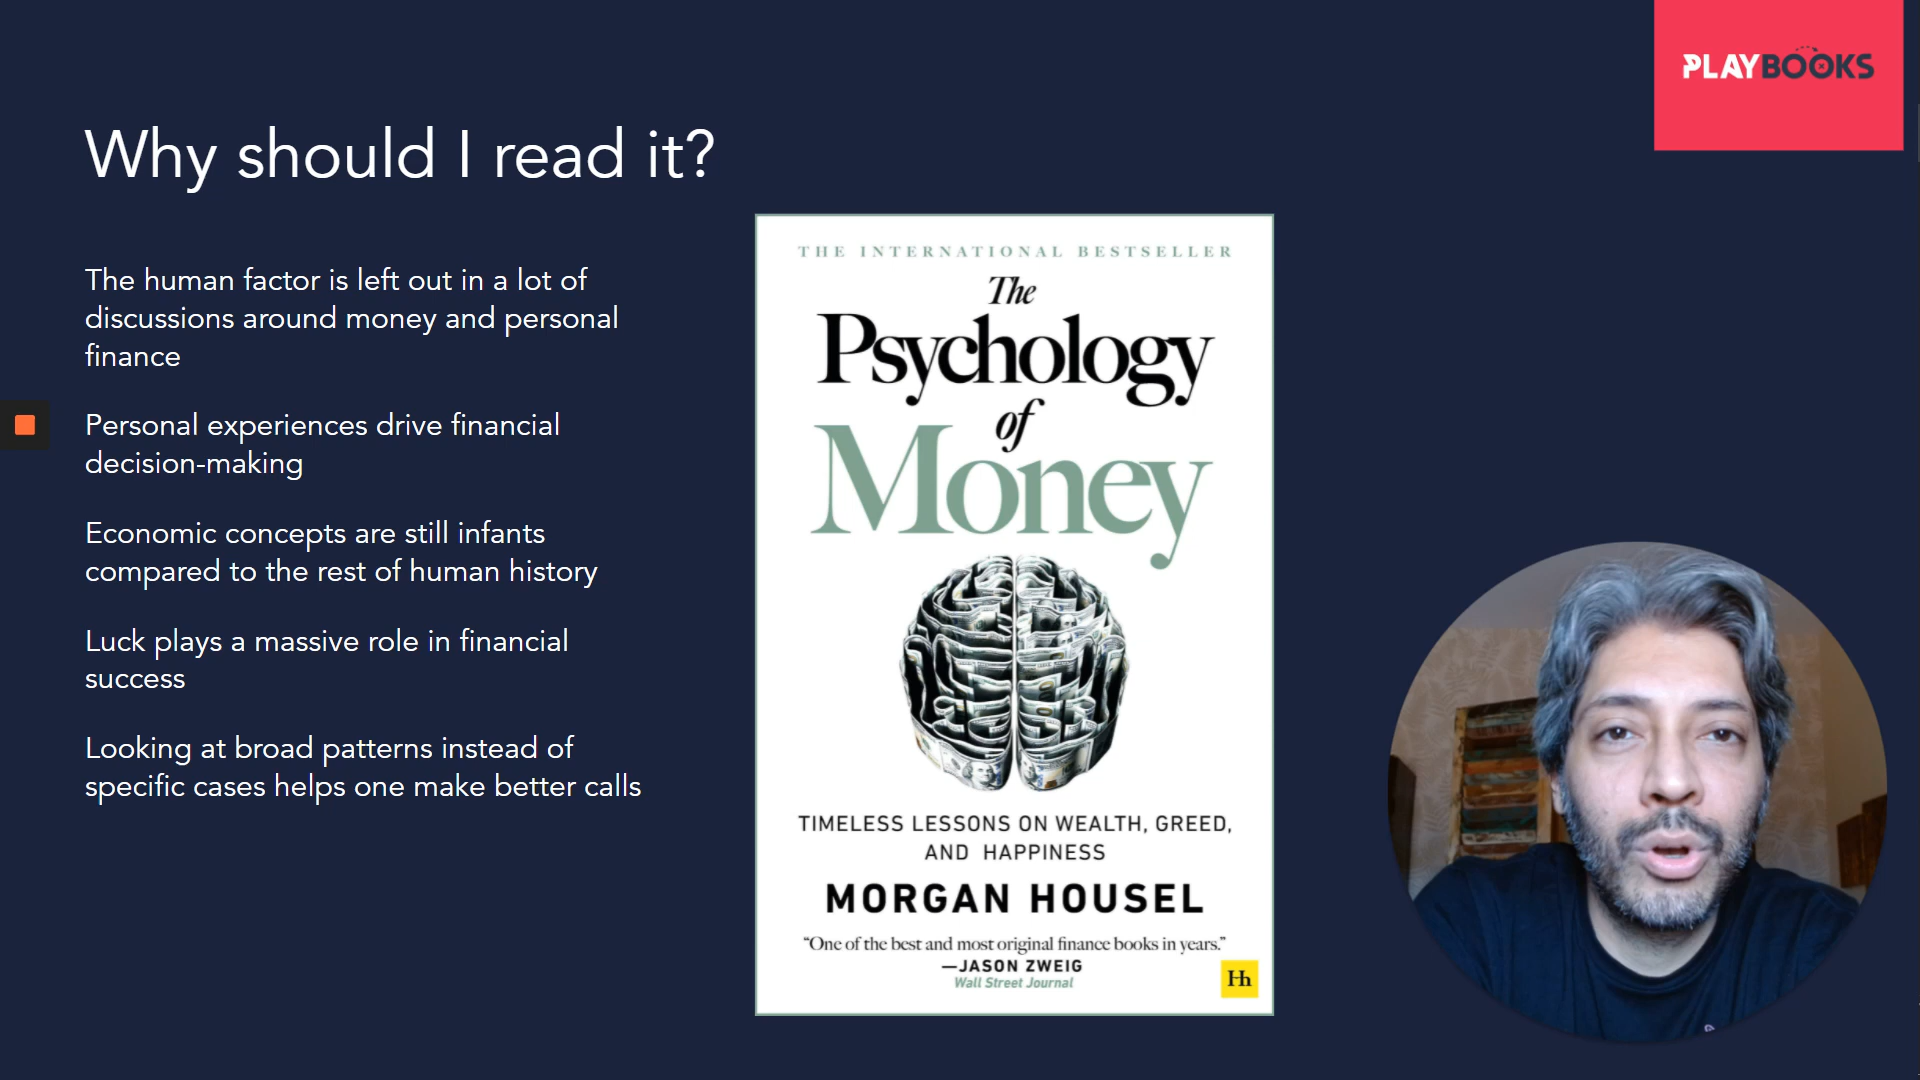 PLAYBOOKS
Why should I read it?
The human factor is left out in a lot of
discussions around money and personal
finance
Personal experiences drive financial
decision-making
Economic concepts are still infants
compared to the rest of human history
Luck plays a massive role in financial
success
Looking at broad patterns instead of
specific cases helps one make better calls
THE INTERNATIONAL BESTSELLER
The
Psychology
of
Money
TIMELESS LESSONS ON WEALTH, GREED,
AND HAPPINESS
MORGAN HOUSEL
“One of the best and most original finance books in years.”
—JASON ZWEIG
Wall Street Journal
Hh